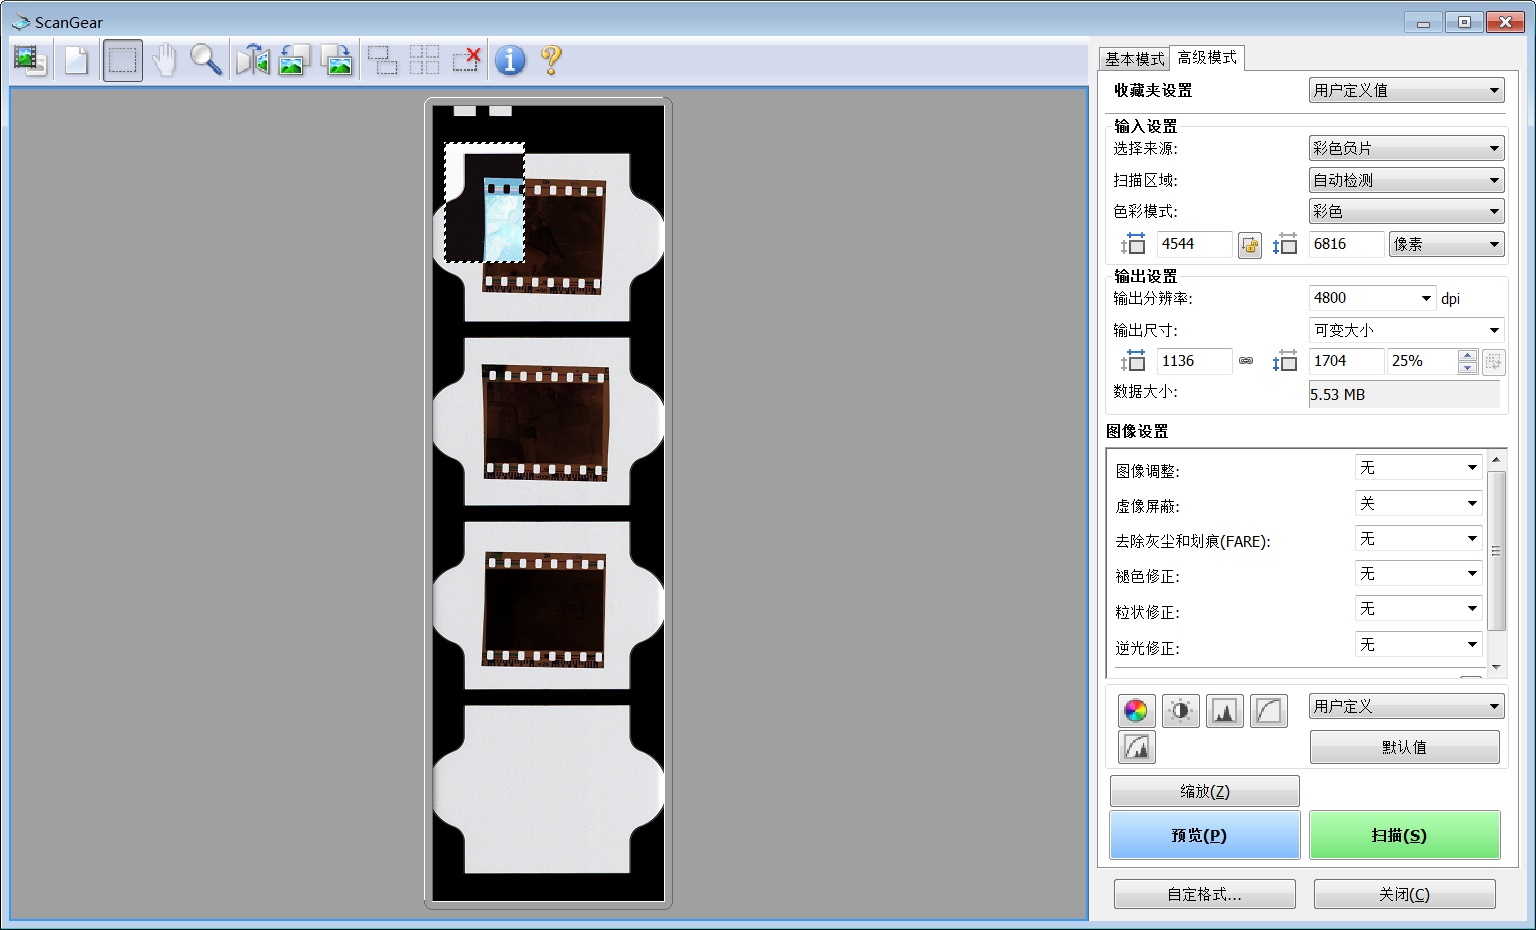 ScanGear
基本模式
高级模式
收藏夹设置
用户定义值
输入设置
选择来源:
彩色负片
扫描区域:
自动检测
色彩模式:
彩色
4544
6816
像素
输出设置
输出分辨率:
4800
dpi
输出尺寸:
可变大小
1136
1704
25%
数据大小:
5.53 MB
图像设置
图像调整:
无
虚像屏蔽:
关
去除灰尘和划痕(FARE):
无
褪色修正:
无
粒状修正:
无
逆光修正:
无
用户定义
默认值
缩放(Z)
预览(P)
扫描(S)
自定格式...
关闭(C)